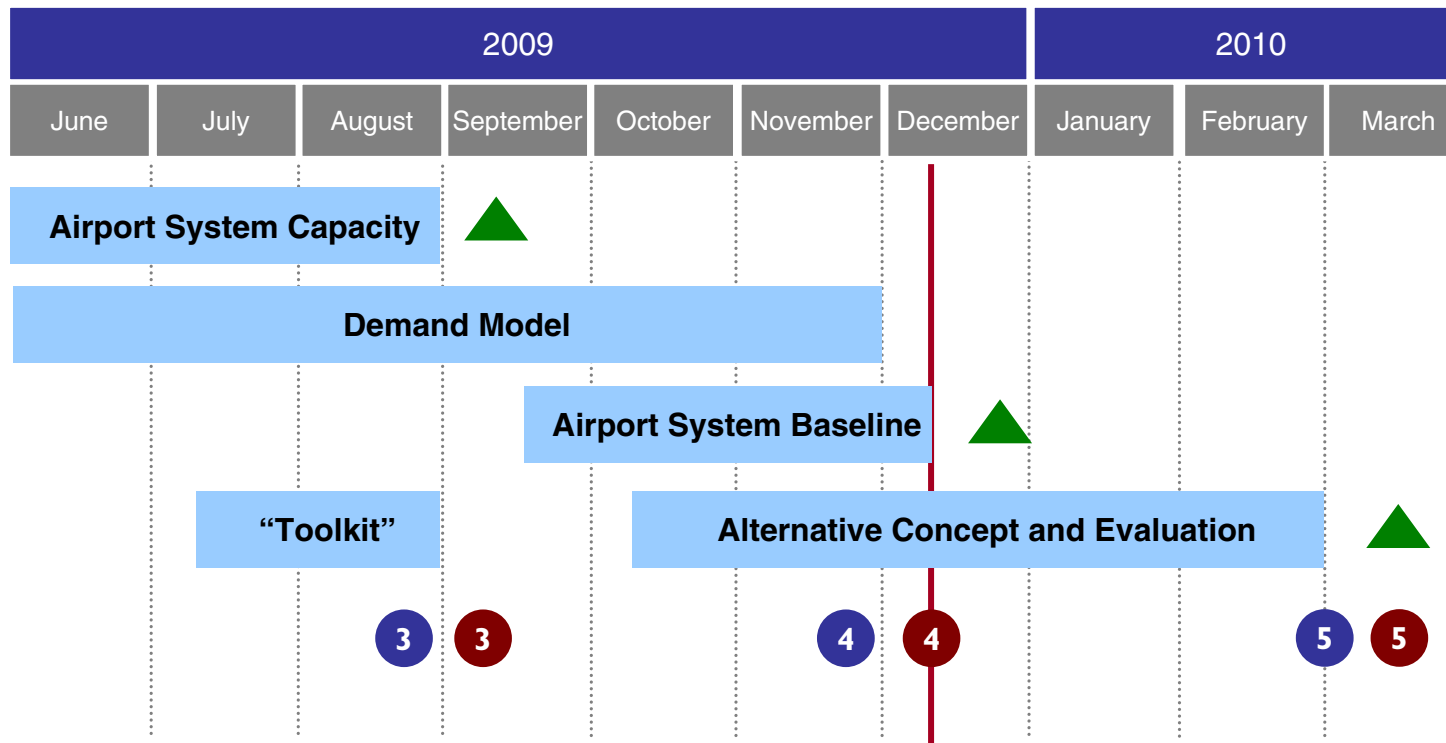 2009 2010
June July August September October November December January February March
Airport System Capacity
Demand Model
Airport System Baseline
“Toolkit” Alternative Concept and Evaluation
3 3 4 4 5 5